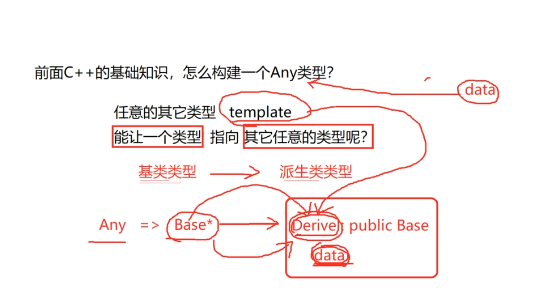 前面C++的基础知识，怎么构建一个Any类型？
data
任意的其它类型 template
能让一个类型 指向 其它任意的类型呢？
基类类型 派生类类型
Any => Base* Derive: public Base
data